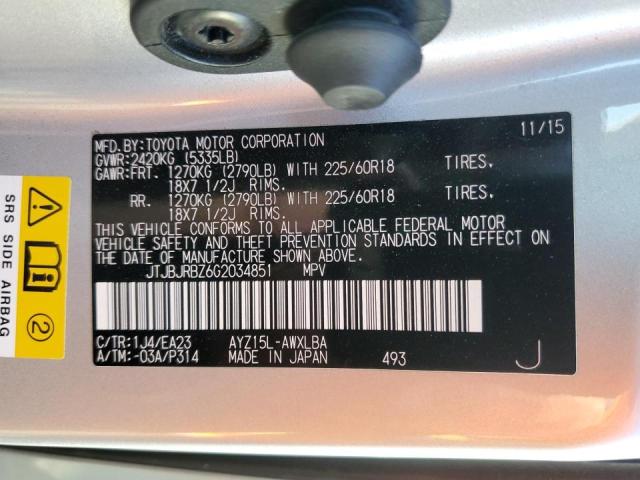 MFD.BY:TOYOTA MOTOR CORPORATION 11/15
GVWR:2420KG (5335LB)
GAWR:FRT. 1270KG (2790LB) WITH 225/60R18 TIRES.
18X7 1/2J RIMS.
RR. 1270KG (2790LB) WITH 225/60R18 TIRES.
18X7 1/2J RIMS.
THIS VEHICLE CONFORMS TO ALL APPLICABLE FEDERAL MOTOR
VEHICLE SAFETY AND THEFT PREVENTION STANDARDS IN EFFECT ON
THE DATE OF MANUFACTURE SHOWN ABOVE.
JTJBJRBZ6G2034851 MPV
C/TR:1J4/EA23 AYZ15L-AWXLBA
A/TM:-03A/P314 MADE IN JAPAN 493 J
SRS SIDE AIRBAG
2